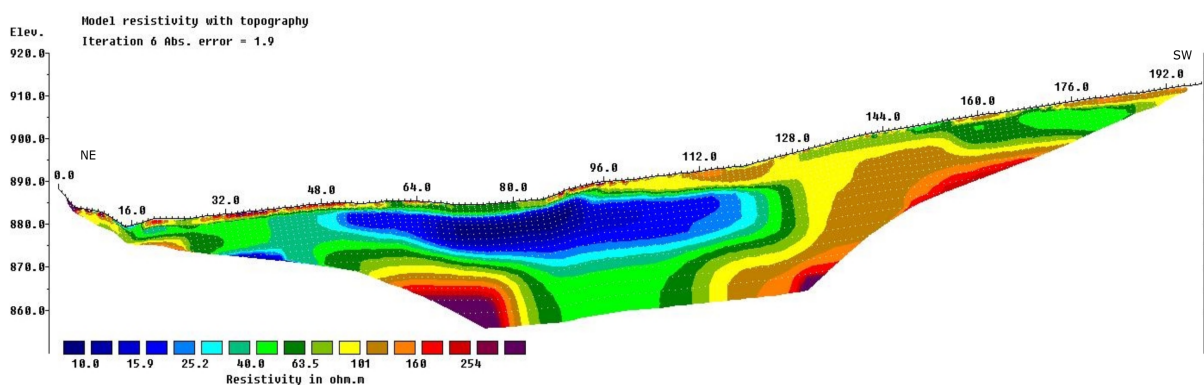 Model resistivity with topography
Elev.
Iteration 6 Abs. error = 1.9
920.0
SW
192.0
910.0
176.0
160.0
900.0
144.0
128.0
NE
112.0
890.0
0.0
96.0
80.0
64.0
48.0
32.0
16.0
880.0
870.0
860.0
10.0 15.9 25.2 40.0 63.5 101 160 254
Resistivity in ohm.m